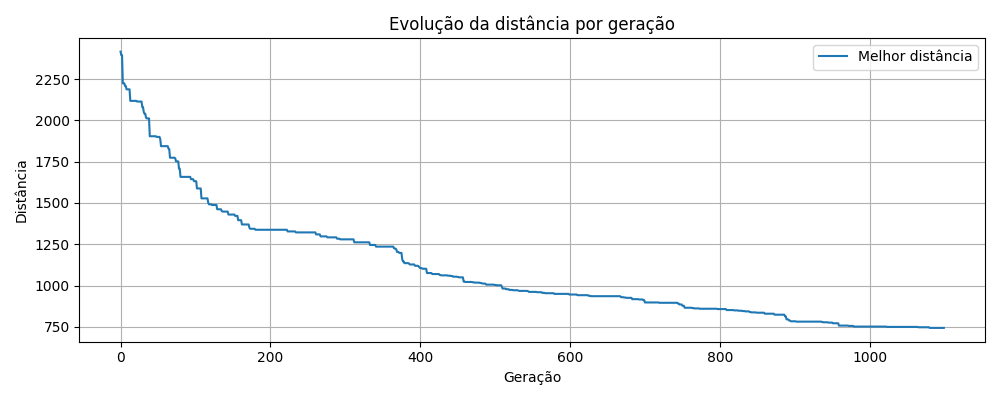 Evolução da distância por geração
Melhor distância
Distância
2250
2000
1750
1500
1250
1000
750
0 200 400 600 800 1000
Geração